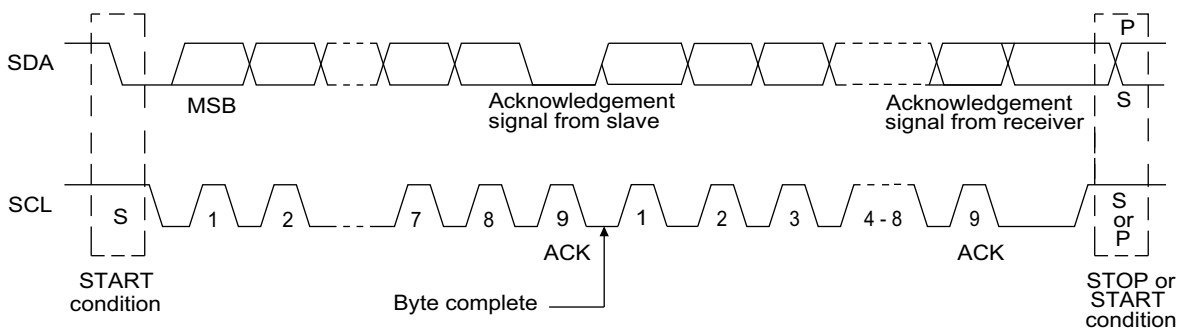 P
SDA
MSB
Acknowledgement
signal from slave
Acknowledgement
signal from receiver
S
SCL
S
1
2
7
8
9
1
2
3
4 - 8
9
S
or
P
ACK
ACK
START
condition
Byte complete
STOP or
START
condition